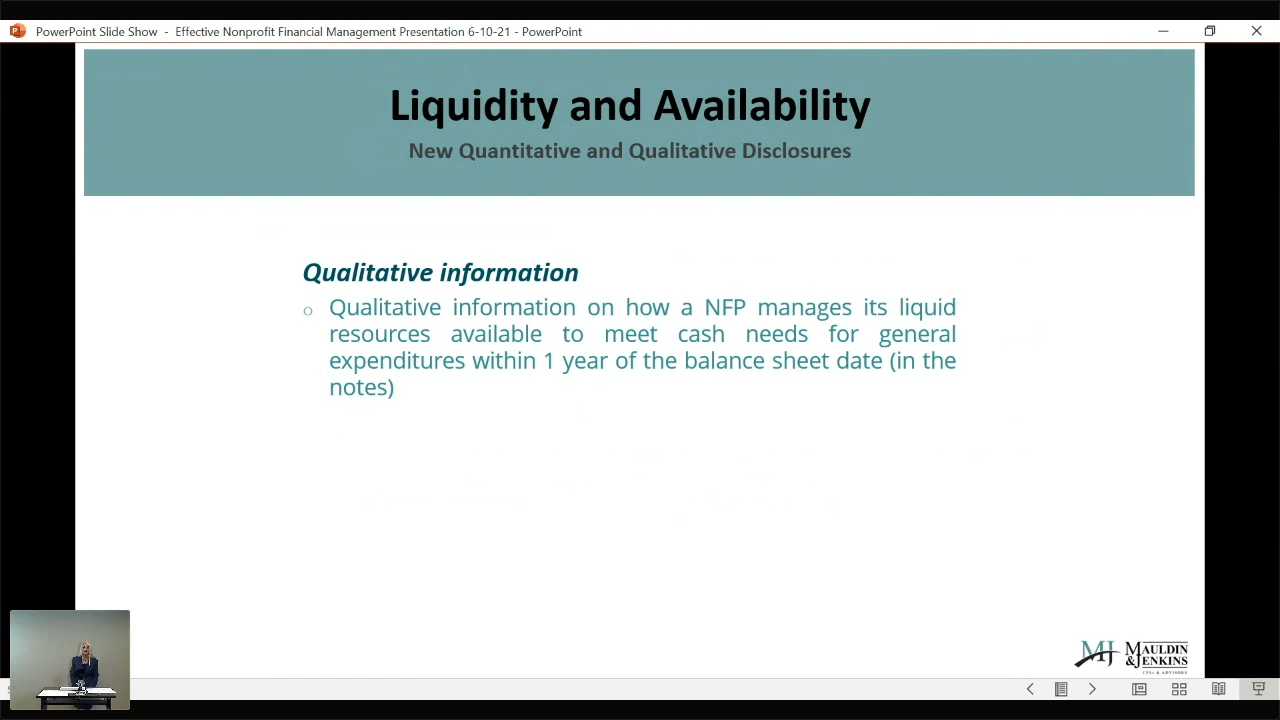 PowerPoint Slide Show - Effective Nonprofit Financial Management Presentation 6-10-21 - PowerPoint
Liquidity and Availability
New Quantitative and Qualitative Disclosures
Qualitative information
o Qualitative information on how a NFP manages its liquid
resources available to meet cash needs for general
expenditures within 1 year of the balance sheet date (in the
notes)
MJ MAULDIN
& JENKINS
CPAs & ADVISORS